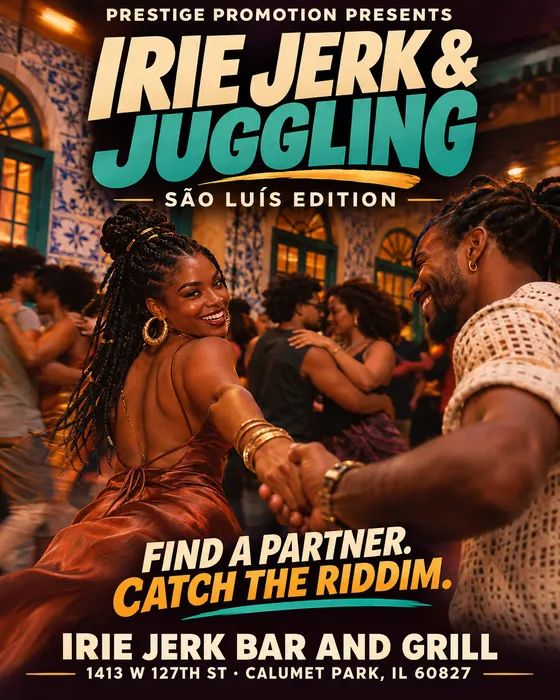 PRESTIGE PROMOTION PRESENTS
IRIE JERK &
JUGGLING
SÃO LUÍS EDITION
FIND A PARTNER.
CATCH THE RIDDIM.
IRIE JERK BAR AND GRILL
1413 W 127TH ST · CALUMET PARK, IL 60827